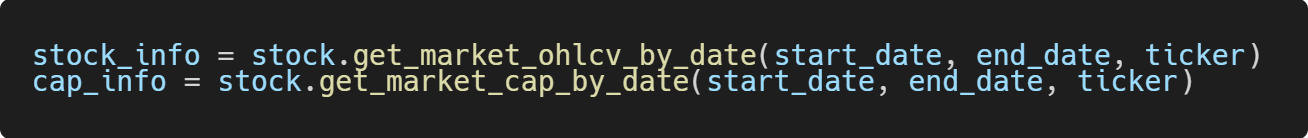 stock_info = stock.get_market_ohlcv_by_date(start_date, end_date, ticker)
cap_info = stock.get_market_cap_by_date(start_date, end_date, ticker)